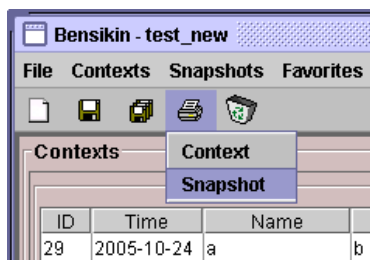 Bensikin - test_new
File Contexts Snapshots Favorites
Contexts
Context
Snapshot
ID Time Name
29 2005-10-24 a b